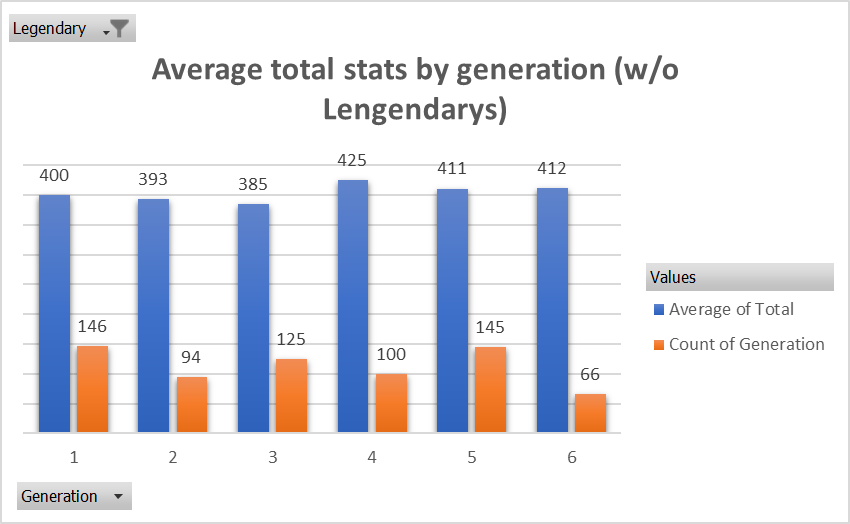 Legendary
Average total stats by generation (w/o
Lengendarys)
400 393 385 425 411 412
146 94 125 100 145 66
1 2 3 4 5 6
Values
Average of Total
Count of Generation
Generation